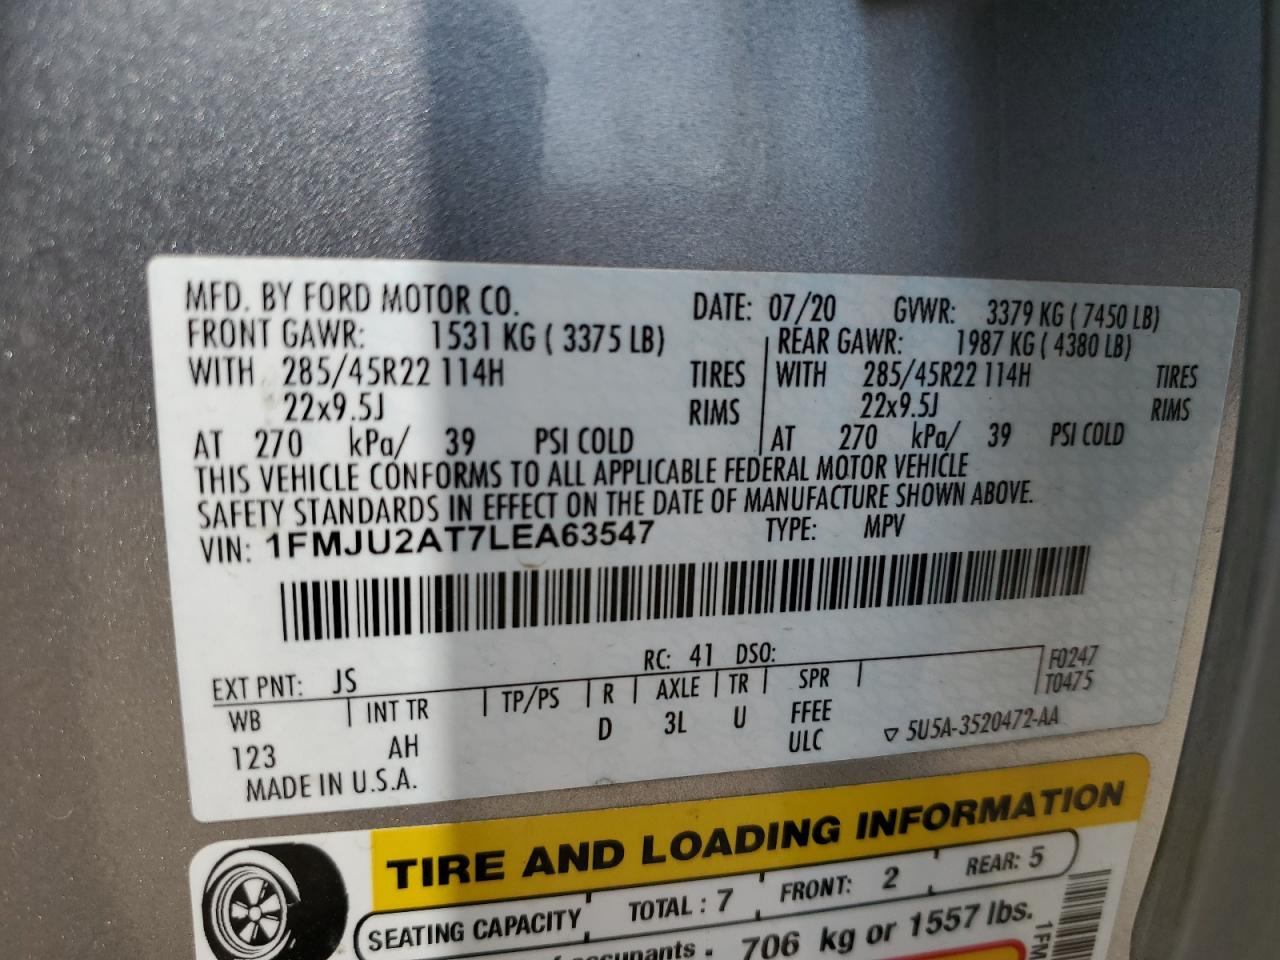 MFD. BY FORD MOTOR CO. DATE: 07/20 GVWR: 3379 KG ( 7450 LB)
FRONT GAWR: 1531 KG ( 3375 LB) REAR GAWR: 1987 KG ( 4380 LB)
WITH 285/45R22 114H TIRES WITH 285/45R22 114H TIRES
22x9.5J RIMS 22x9.5J RIMS
AT 270 kPa/ 39 PSI COLD AT 270 kPa/ 39 PSI COLD
THIS VEHICLE CONFORMS TO ALL APPLICABLE FEDERAL MOTOR VEHICLE
SAFETY STANDARDS IN EFFECT ON THE DATE OF MANUFACTURE SHOWN ABOVE.
VIN: 1FMJU2AT7LEA63547 TYPE: MPV
EXT PNT: JS RC: 41 DSO:
WB INT TR TP/PS R AXLE TR SPR F0247
T0475
123 AH D 3L U FFEE
ULC ▽ 5U5A-3520472-AA
MADE IN U.S.A.
TIRE AND LOADING INFORMATION
SEATING CAPACITY TOTAL : 7 FRONT: 2 REAR: 5
706 kg or 1557 lbs.
1FM